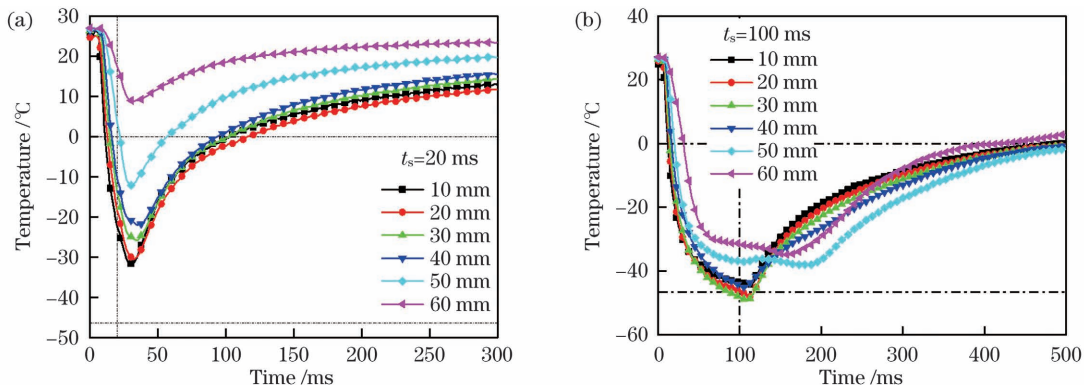 (a)
30
20
10
0
−10
−20
−30
−40
−50
Temperature /℃
0 50 100 150 200 250 300
Time /ms
tₛ=20 ms
10 mm
20 mm
30 mm
40 mm
50 mm
60 mm
(b)
40
20
0
−20
−40
−60
Temperature /℃
0 100 200 300 400 500
Time /ms
tₛ=100 ms
10 mm
20 mm
30 mm
40 mm
50 mm
60 mm